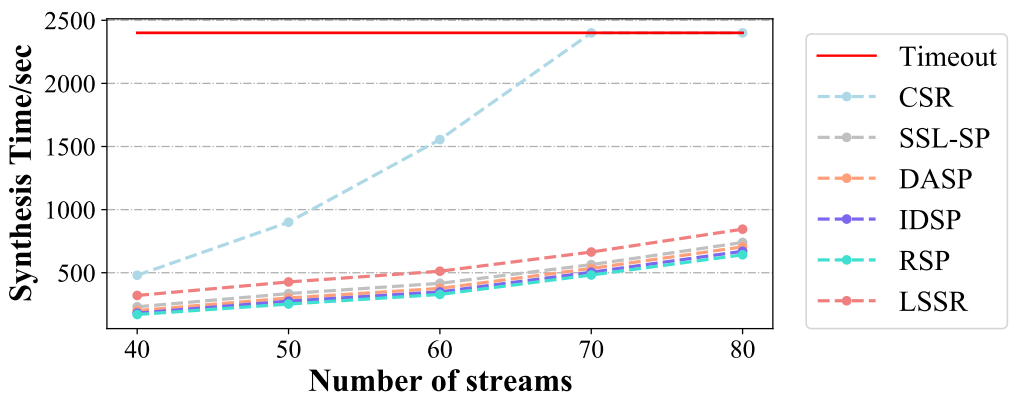 2500
2000
1500
1000
500
Synthesis Time/sec
40 50 60 70 80
Number of streams
Timeout
CSR
SSL-SP
DASP
IDSP
RSP
LSSR